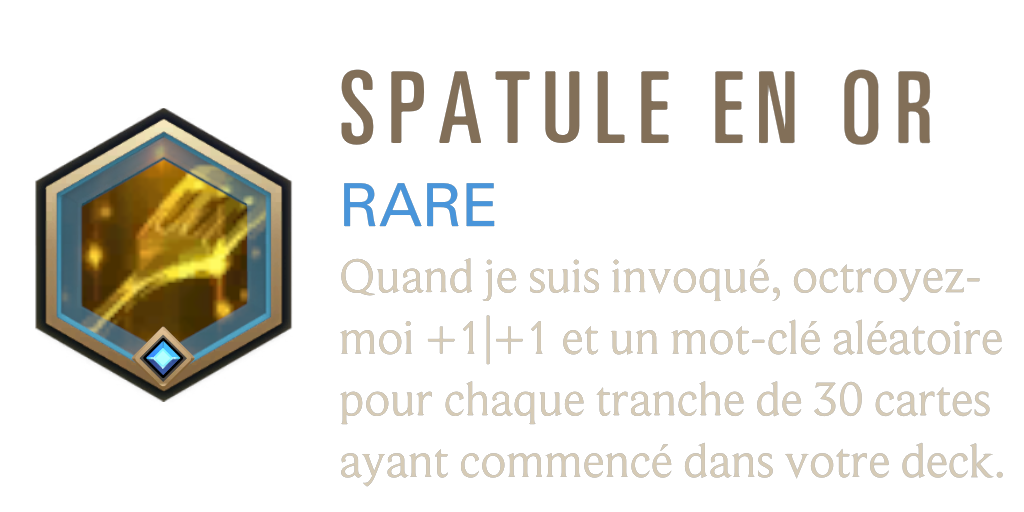 SPATULE EN OR
RARE
Quand je suis invoqué, octroyez-
moi +1|+1 et un mot-clé aléatoire
pour chaque tranche de 30 cartes
ayant commencé dans votre deck.